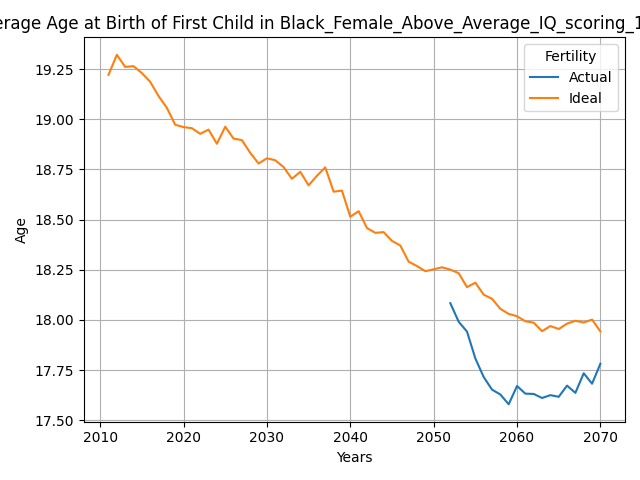 erage Age at Birth of First Child in Black_Female_Above_Average_IQ_scoring_1
Fertility
Actual
Ideal
19.25
19.00
18.75
18.50
18.25
18.00
17.75
17.50
Age
2010 2020 2030 2040 2050 2060 2070
Years